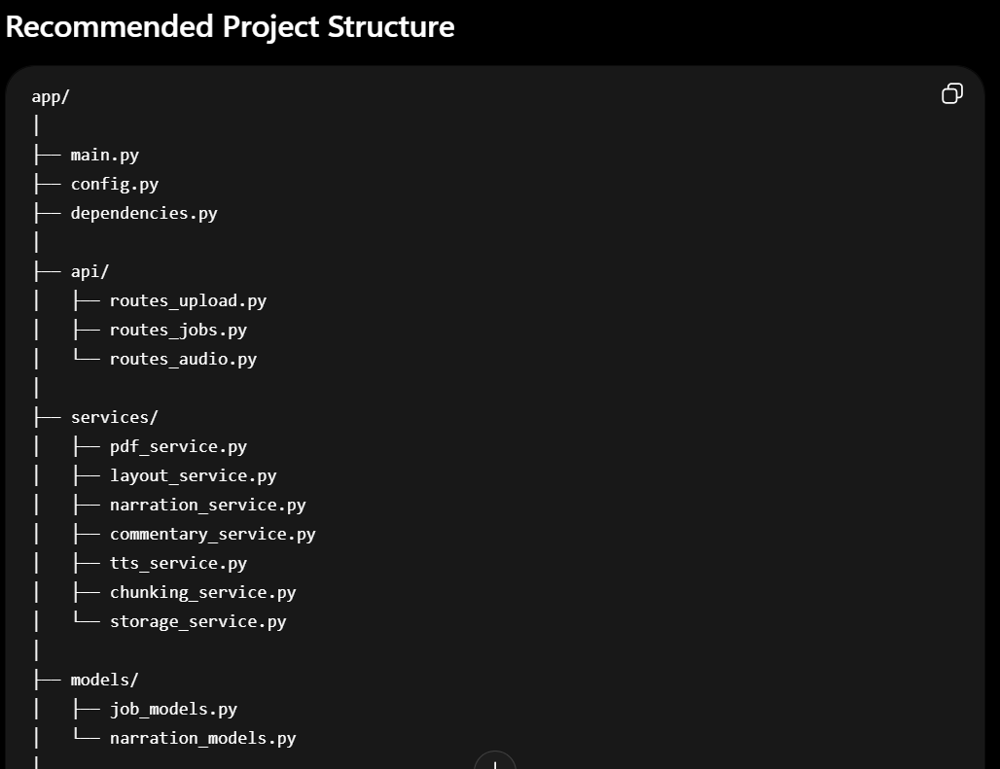 Recommended Project Structure
app/
│
├── main.py
├── config.py
├── dependencies.py
│
├── api/
│   ├── routes_upload.py
│   ├── routes_jobs.py
│   └── routes_audio.py
│
├── services/
│   ├── pdf_service.py
│   ├── layout_service.py
│   ├── narration_service.py
│   ├── commentary_service.py
│   ├── tts_service.py
│   ├── chunking_service.py
│   └── storage_service.py
│
├── models/
│   ├── job_models.py
│   └── narration_models.py
│